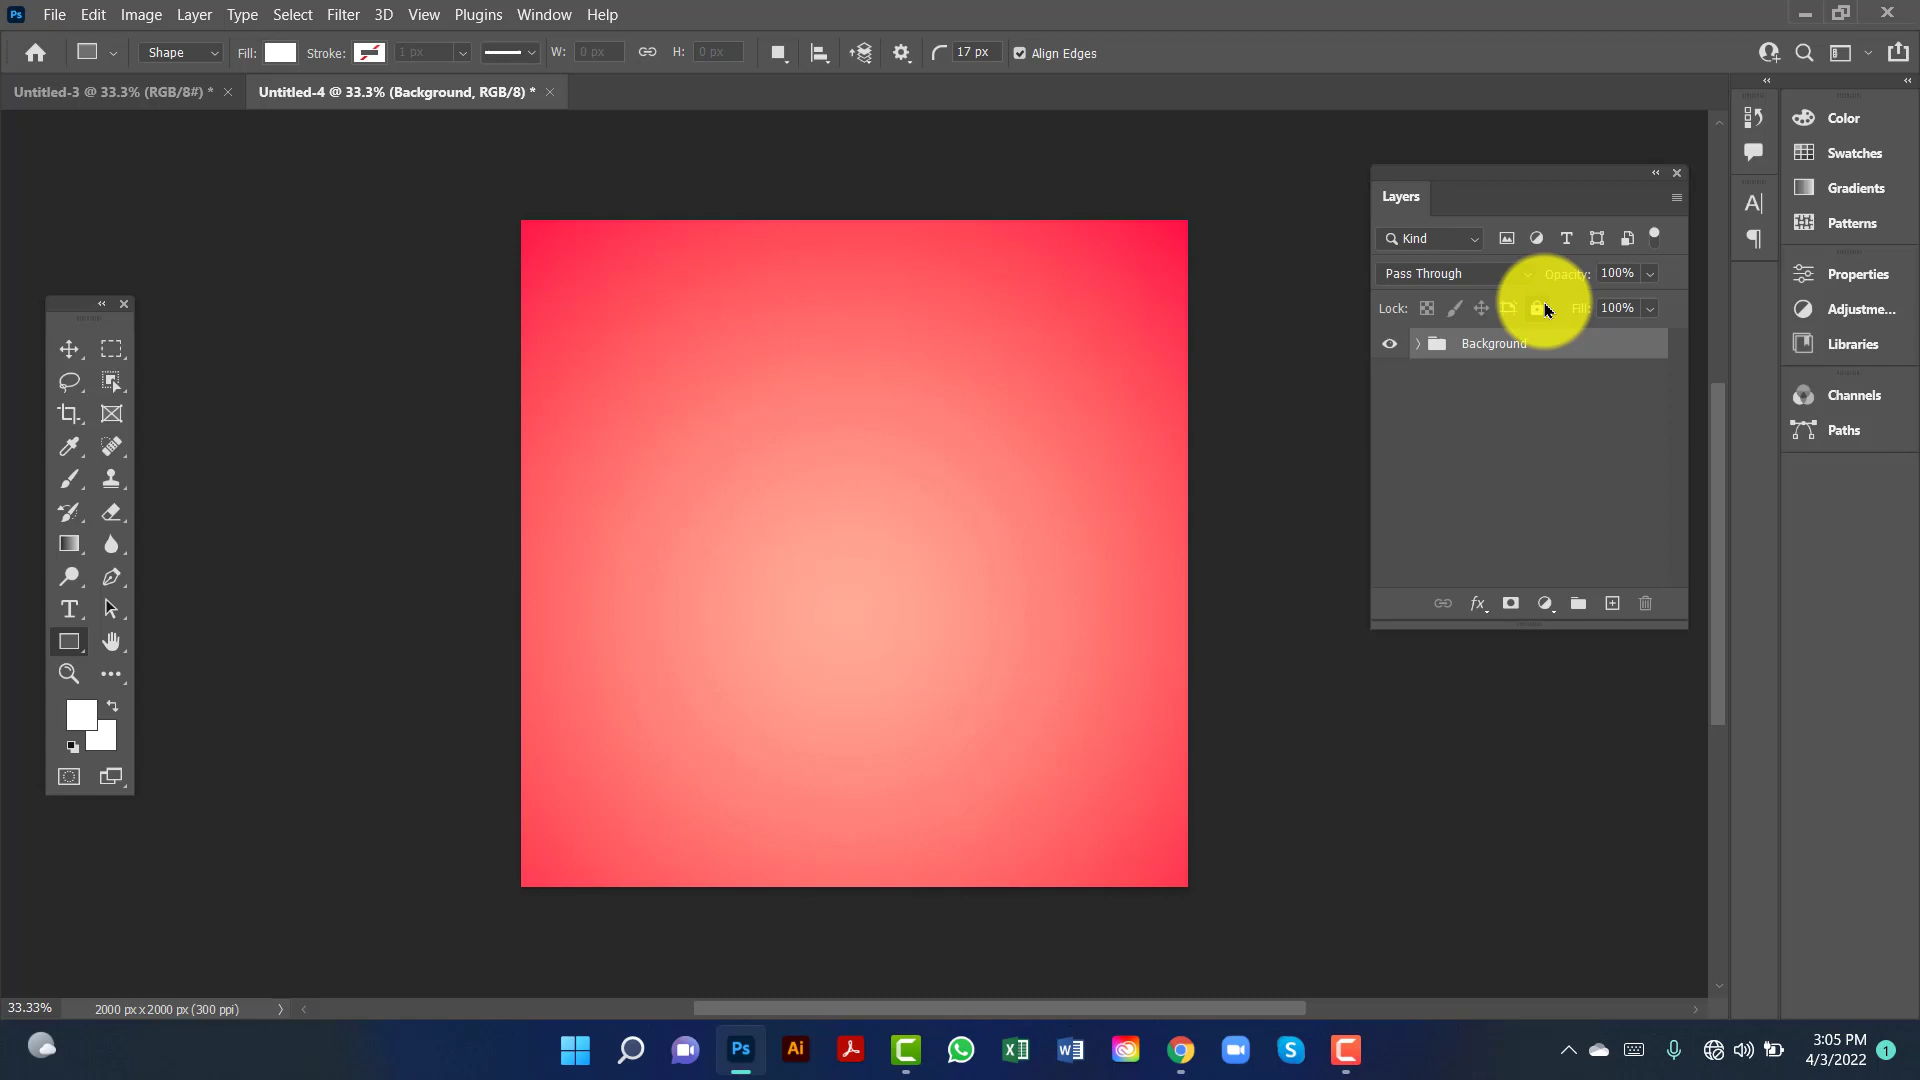 Ps File Edit Image Layer Type Select Filter 3D View Plugins Window Help
Shape Fill: Stroke: 1 px W: 0 px H: 0 px 17 px Align Edges
Untitled-3 @ 33.3% (RGB/8#) * × Untitled-4 @ 33.3% (Background, RGB/8) * ×
Color
Swatches
Gradients
Patterns
Properties
Adjustme...
Libraries
Channels
Paths
Layers
Kind
Pass Through Opacity: 100%
Lock: Fill: 100%
Background
33.33% 2000 px x 2000 px (300 ppi)
3:05 PM
4/3/2022 1